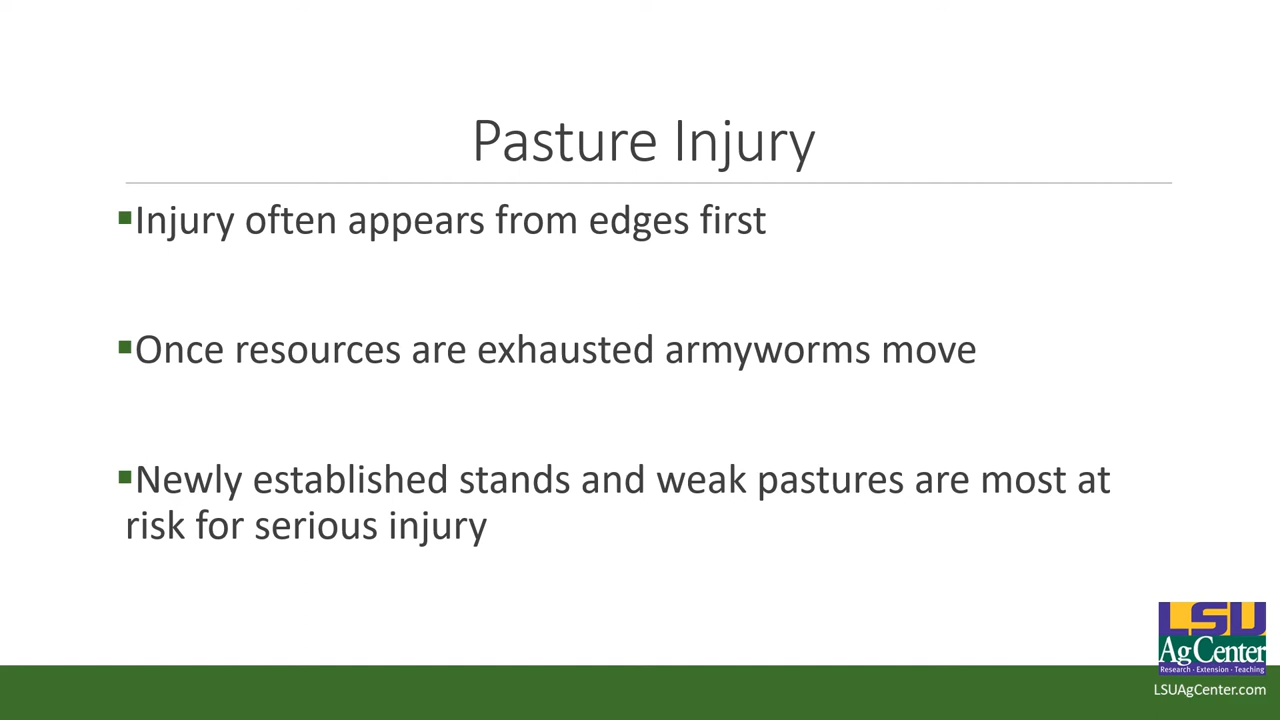 Pasture Injury
▪Injury often appears from edges first
▪Once resources are exhausted armyworms move
▪Newly established stands and weak pastures are most at
risk for serious injury
LSU
AgCenter
Research · Extension · Teaching
LSUAgCenter.com